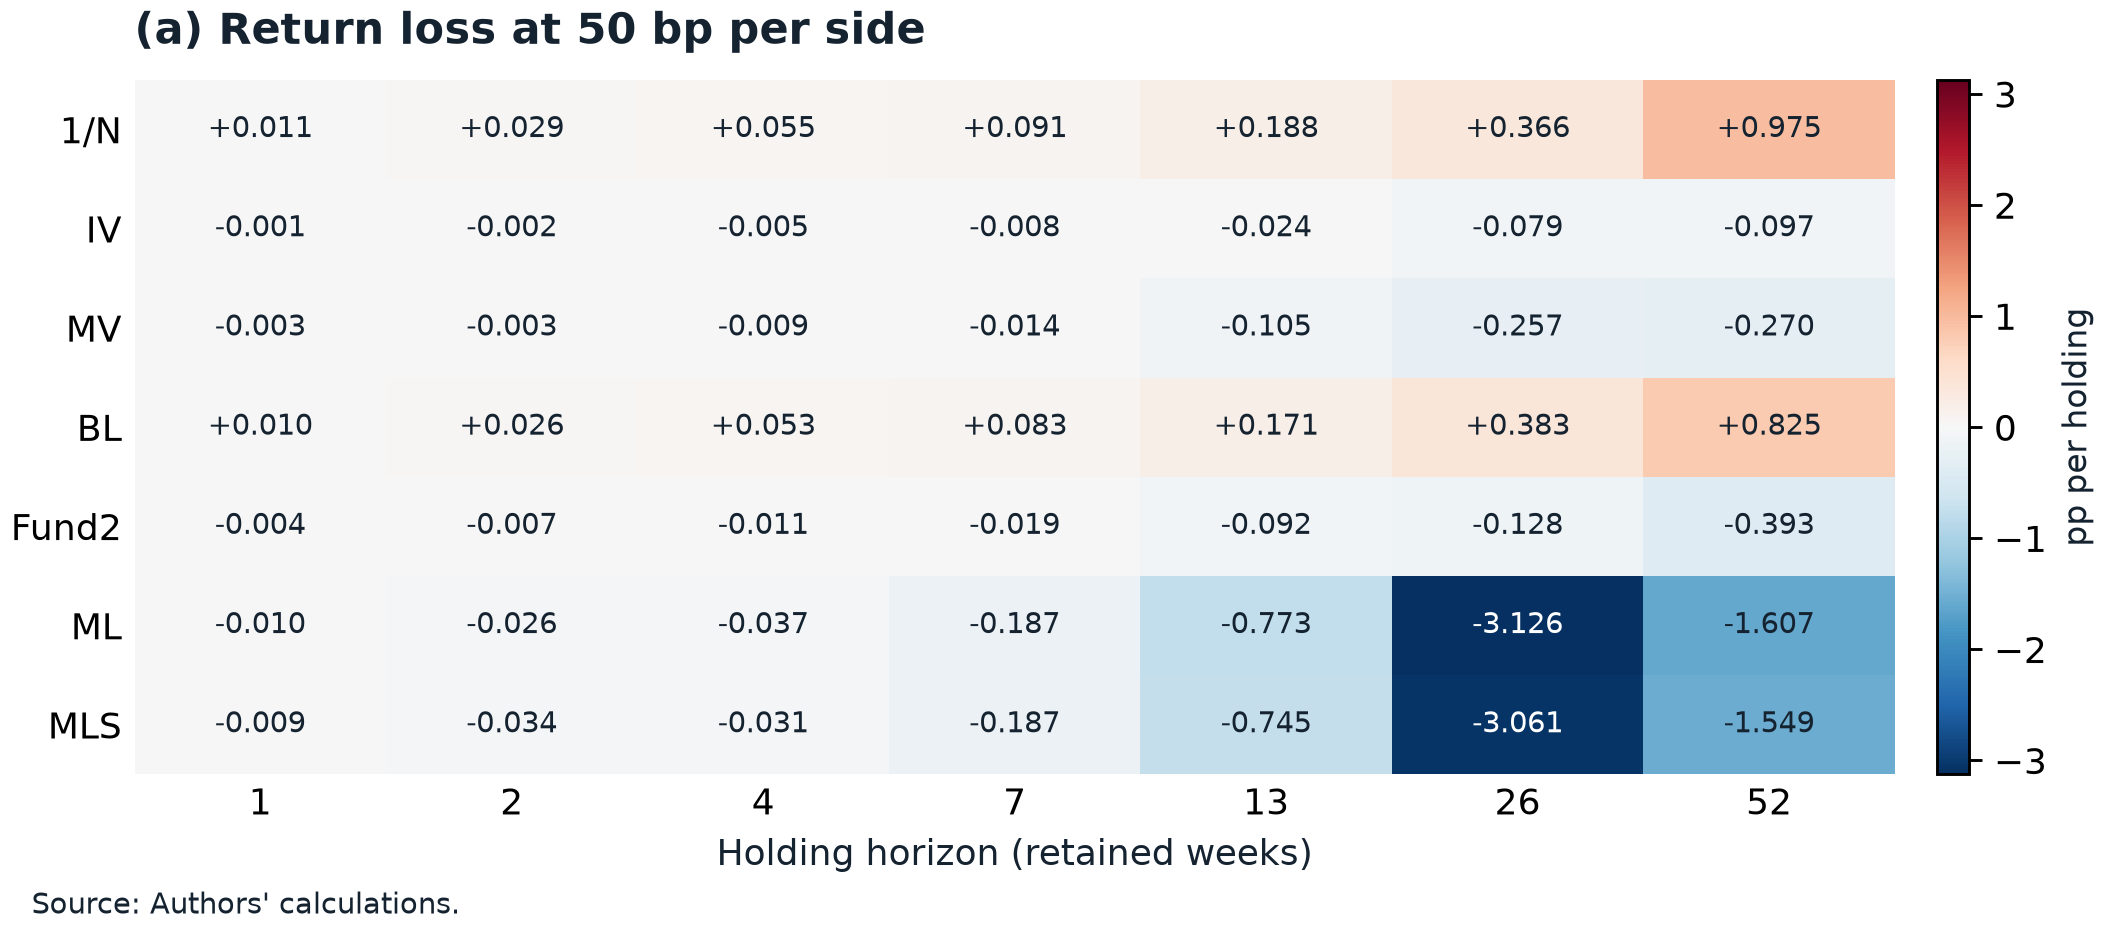 (a) Return loss at 50 bp per side
1/N +0.011 +0.029 +0.055 +0.091 +0.188 +0.366 +0.975
IV -0.001 -0.002 -0.005 -0.008 -0.024 -0.079 -0.097
MV -0.003 -0.003 -0.009 -0.014 -0.105 -0.257 -0.270
BL +0.010 +0.026 +0.053 +0.083 +0.171 +0.383 +0.825
Fund2 -0.004 -0.007 -0.011 -0.019 -0.092 -0.128 -0.393
ML -0.010 -0.026 -0.037 -0.187 -0.773 -3.126 -1.607
MLS -0.009 -0.034 -0.031 -0.187 -0.745 -3.061 -1.549
1 2 4 7 13 26 52
Holding horizon (retained weeks)
3
2
1
0
−1
−2
−3
pp per holding
Source: Authors' calculations.